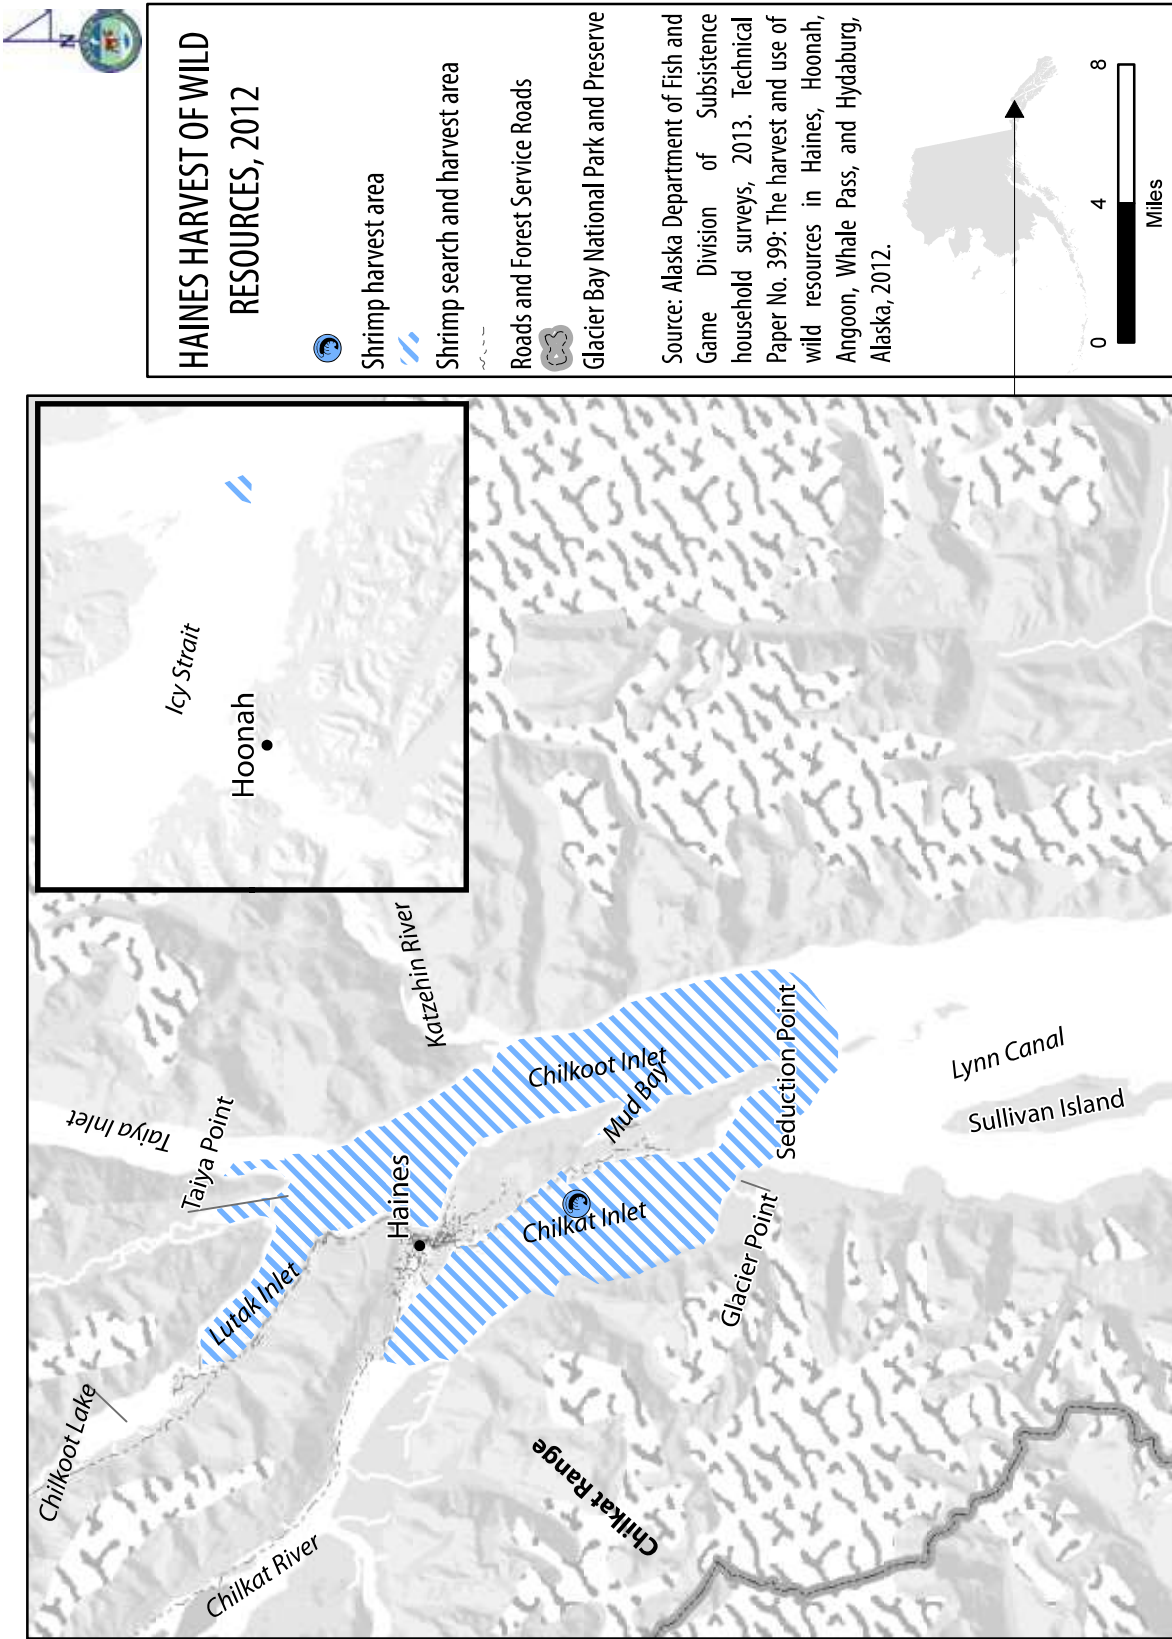 N
HAINES HARVEST OF WILD
RESOURCES, 2012
Shrimp harvest area
Shrimp search and harvest area
Roads and Forest Service Roads
Glacier Bay National Park and Preserve
Source: Alaska Department of Fish and
Game Division of Subsistence
household surveys, 2013. Technical
Paper No. 399: The harvest and use of
wild resources in Haines, Hoonah,
Angoon, Whale Pass, and Hydaburg,
Alaska, 2012.
0 4 8
Miles
Icy Strait
Hoonah
Katzehin River
Taiya Inlet
Taiya Point
Chilkoot Inlet
Mud Bay
Seduction Point
Lynn Canal
Sullivan Island
Haines
Chilkat Inlet
Glacier Point
Lutak Inlet
Chilkoot Lake
Chilkat River
Chilkat Range